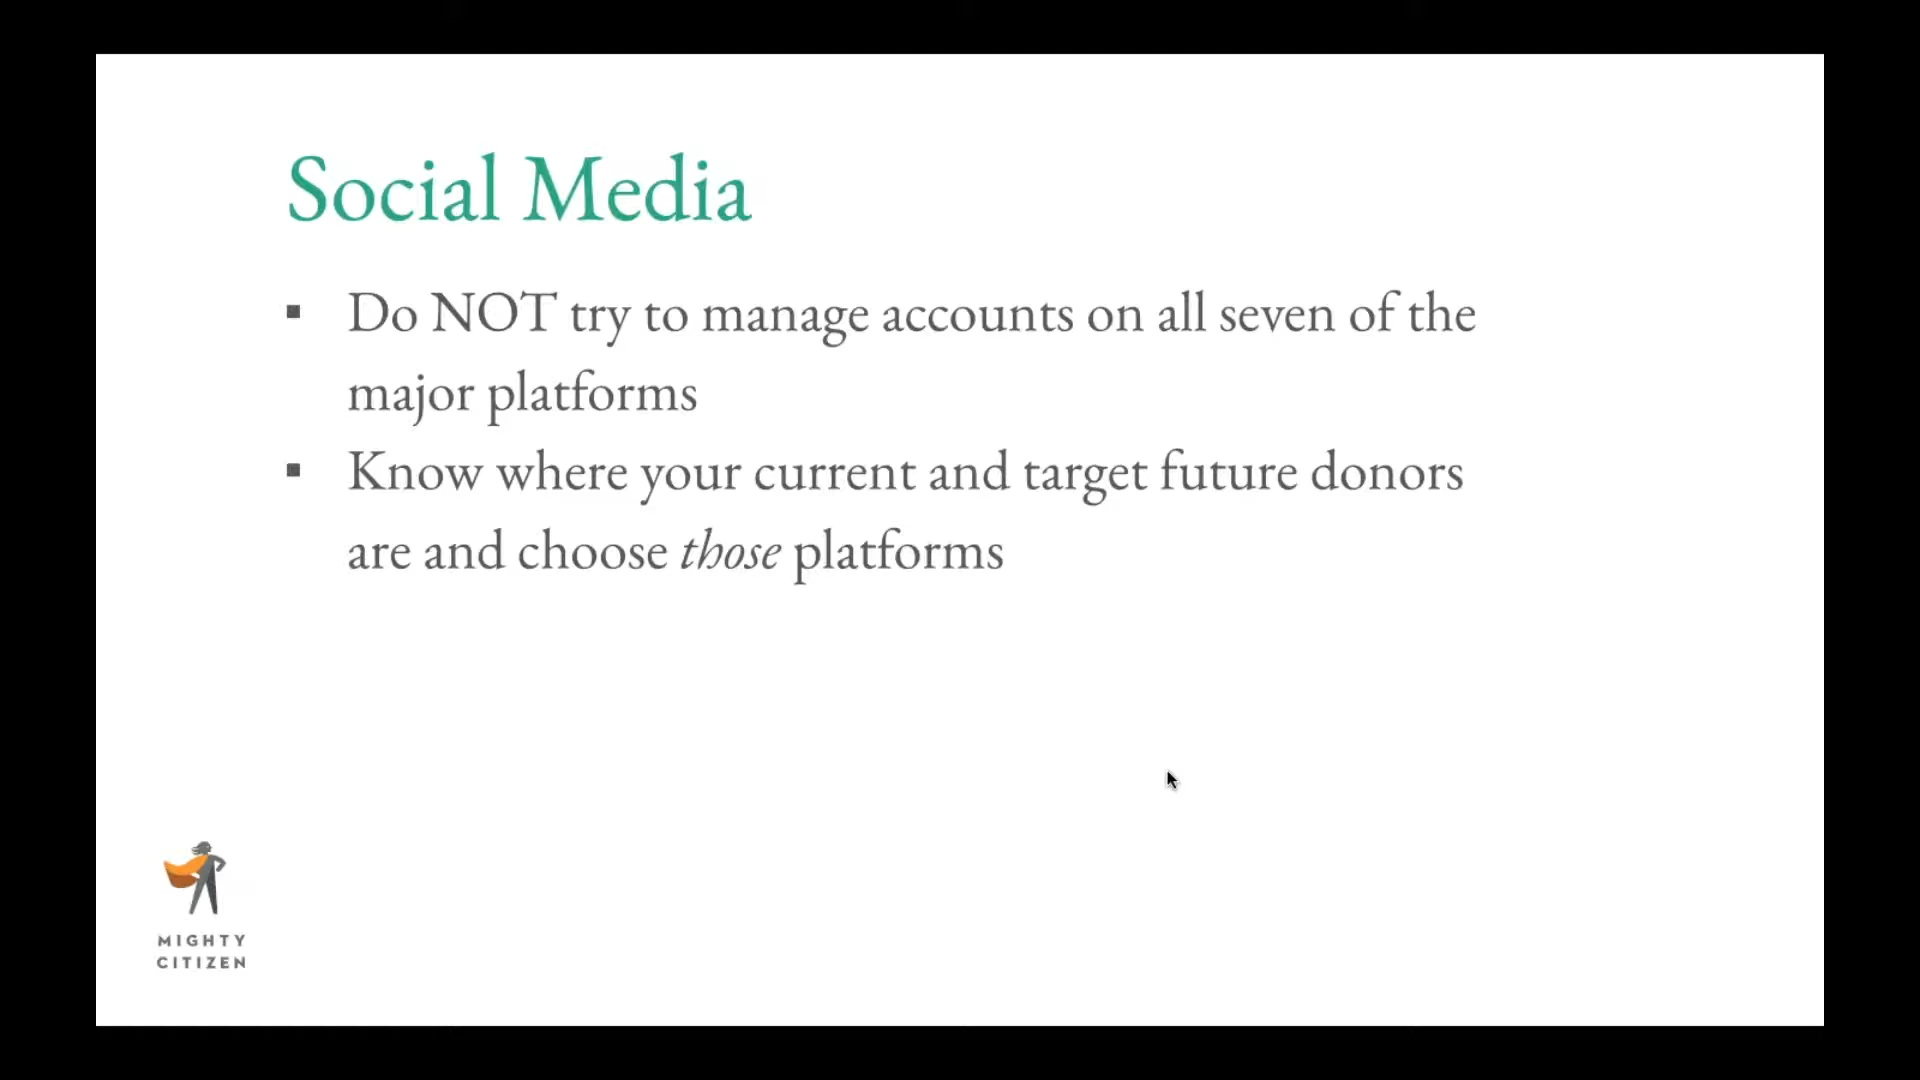 Social Media
▪ Do NOT try to manage accounts on all seven of the
major platforms
▪ Know where your current and target future donors
are and choose those platforms
MIGHTY
CITIZEN